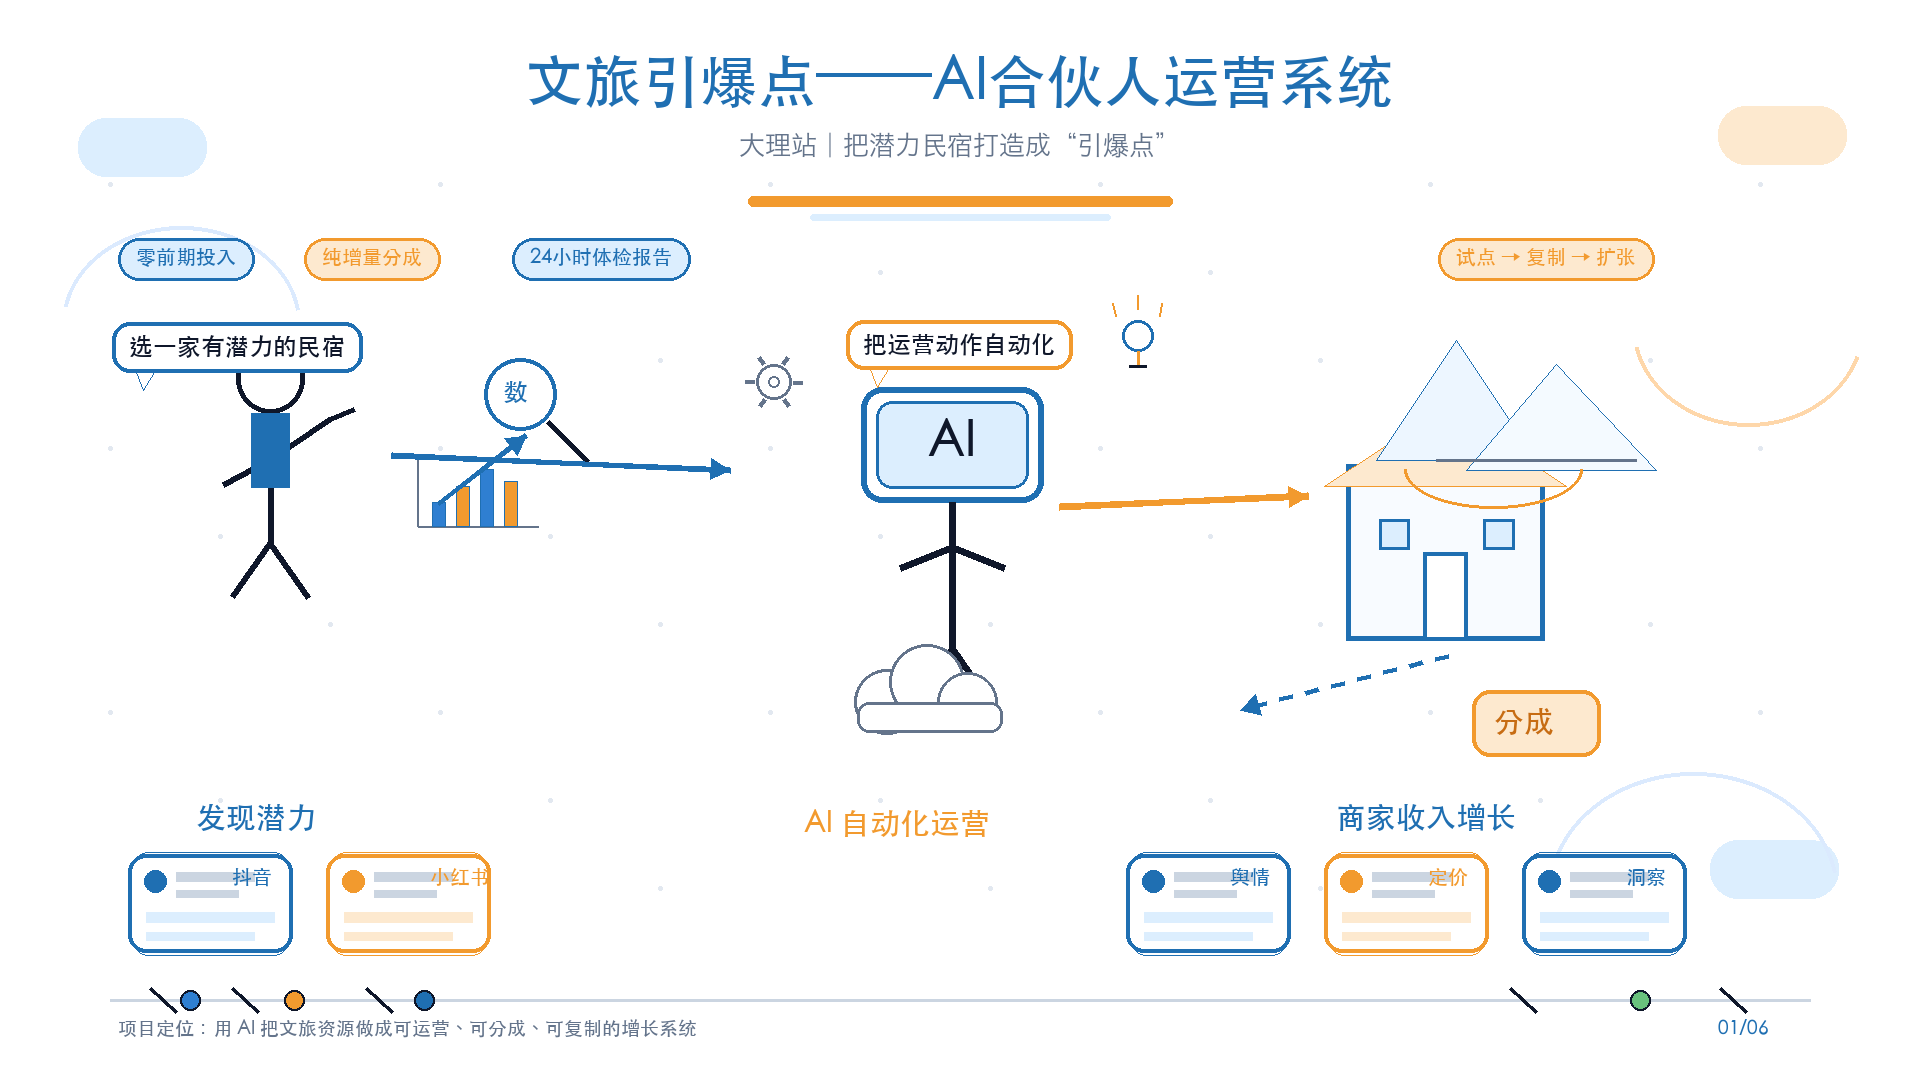 文旅引爆点——AI合伙人运营系统
大理站｜把潜力民宿打造成“引爆点”
零前期投入
纯增量分成
24小时体检报告
试点 → 复制 → 扩张
选一家有潜力的民宿
数
把运营动作自动化
AI
分成
发现潜力
AI 自动化运营
商家收入增长
抖音
小红书
舆情
定价
洞察
项目定位：用 AI 把文旅资源做成可运营、可分成、可复制的增长系统
01/06